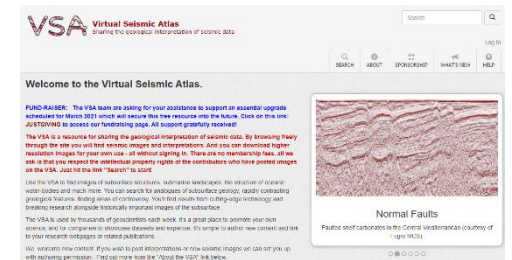 VSA Virtual Seismic Atlas
Sharing the geological interpretation of seismic data
Search
Log In
SEARCH ABOUT SPONSORSHIP WHAT'S NEW HELP
Welcome to the Virtual Seismic Atlas.
FUND-RAISER: The VSA team are asking for your assistance to support an essential upgrade
scheduled for March 2021 which will secure this free resource into the future. Click on this link:
JUSTGIVING to access our fundraising page. All support gratefully received!
The VSA is a resource for sharing the geological interpretation of seismic data. By browsing freely
through the site you will find seismic images and interpretations. And you can download higher
resolution images for your own use - all without signing in. There are no membership fees, all we
ask is that you respect the intellectual property rights of the contributors who have posted images
on the VSA. Just hit the link "Search" to start!
Use the VSA to find images of subsurface structures, submarine landscapes, the structure of oceanic
water-bodies and much more. You can search for analogues of subsurface geology, rapidly contrasting
geological features, finding areas of controversy. You'll find results from cutting-edge technology and
breaking research alongside historically important images of the subsurface.
The VSA is used by thousands of geoscientists each week. It's a great place to promote your own
science, and for companies to showcase datasets and expertise. It's simple to author new content and link
to your research webpages or related publications.
We welcome new content. If you wish to post interpretations or new seismic images we can set you up
with authoring permission. Find out more from the "About the VSA" link below.
Normal Faults
Faulted shelf carbonates in the Central Mediterranean (courtesy of
Fugro MCS)